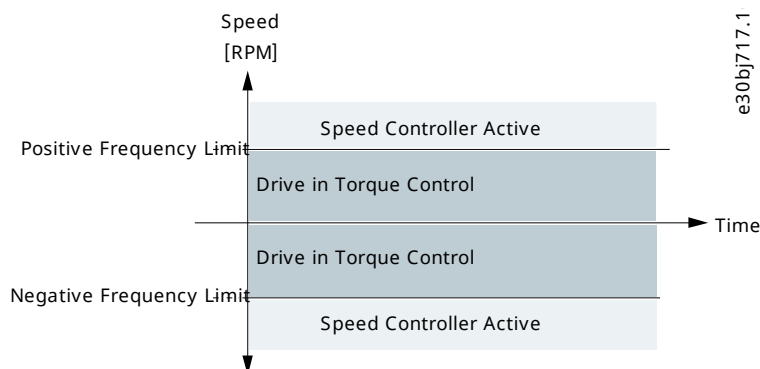 Speed
[RPM]
e30bj717.1
Speed Controller Active
Positive Frequency Limit
Drive in Torque Control
Time
Drive in Torque Control
Negative Frequency Limit
Speed Controller Active